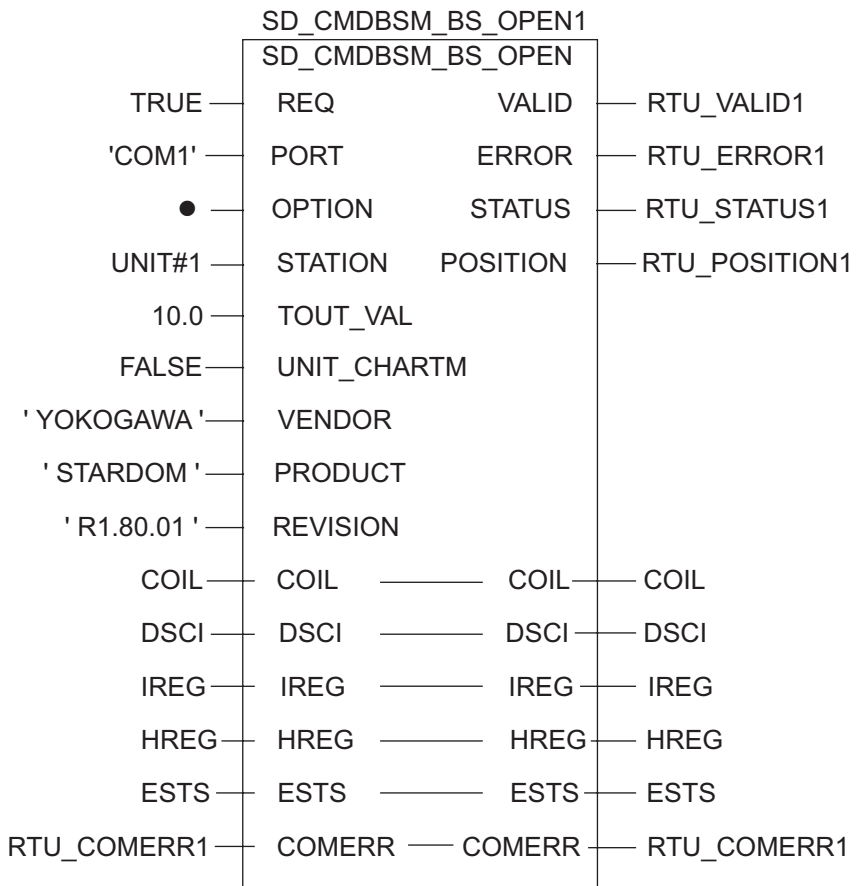 SD_CMDBSM_BS_OPEN1
SD_CMDBSM_BS_OPEN
TRUE REQ VALID RTU_VALID1
'COM1' PORT ERROR RTU_ERROR1
● OPTION STATUS RTU_STATUS1
UNIT#1 STATION POSITION RTU_POSITION1
10.0 TOUT_VAL
FALSE UNIT_CHARTM
' YOKOGAWA ' VENDOR
' STARDOM ' PRODUCT
' R1.80.01 ' REVISION
COIL COIL COIL COIL
DSCI DSCI DSCI DSCI
IREG IREG IREG IREG
HREG HREG HREG HREG
ESTS ESTS ESTS ESTS
RTU_COMERR1 COMERR COMERR RTU_COMERR1